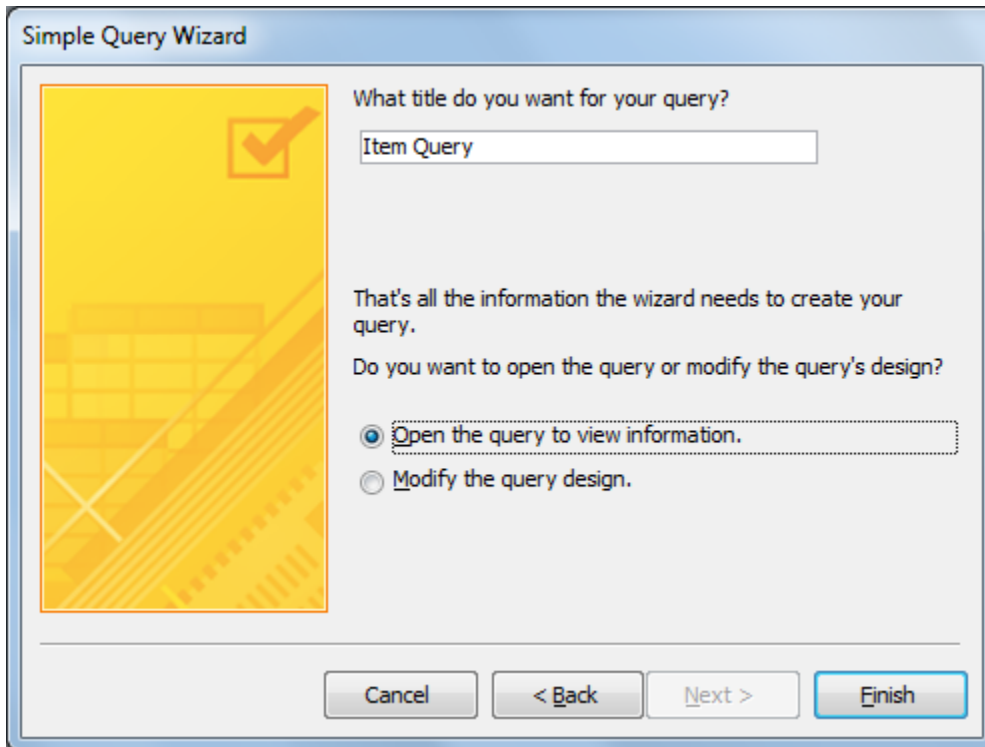 Simple Query Wizard
What title do you want for your query?
Item Query
That's all the information the wizard needs to create your
query.
Do you want to open the query or modify the query's design?
Open the query to view information.
Modify the query design.
Cancel
< Back
Next >
Finish